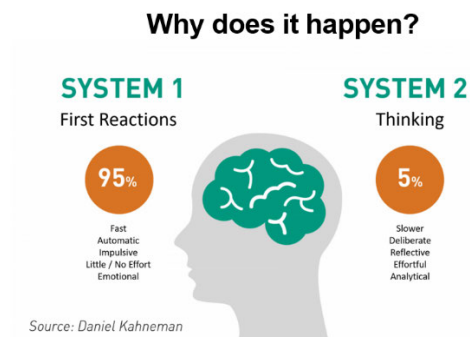 Why does it happen?
SYSTEM 1
First Reactions
95%
Fast
Automatic
Impulsive
Little / No Effort
Emotional
SYSTEM 2
Thinking
5%
Slower
Deliberate
Reflective
Effortful
Analytical
Source: Daniel Kahneman